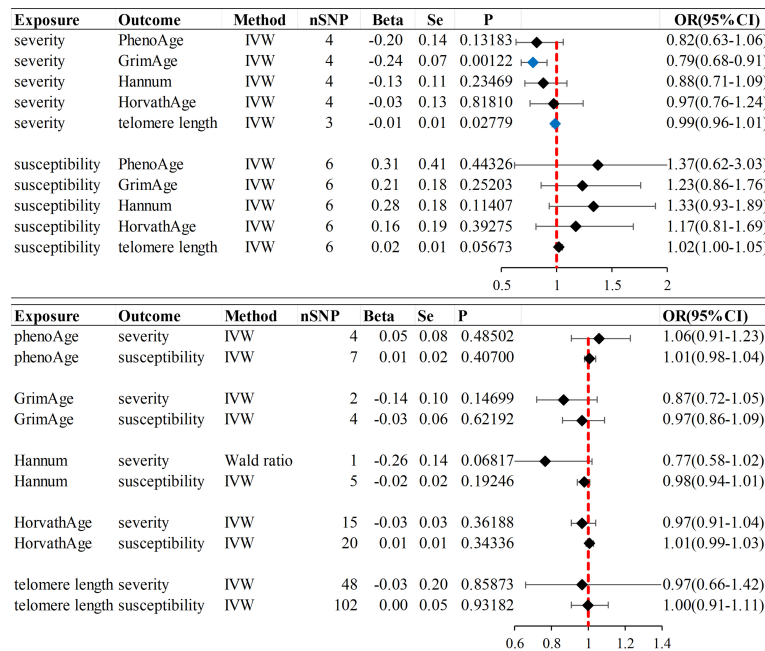 Exposure Outcome Method nSNP Beta Se P OR(95%CI)
severity PhenoAge IVW 4 -0.20 0.14 0.13183 0.82(0.63-1.06)
severity GrimAge IVW 4 -0.24 0.07 0.00122 0.79(0.68-0.91)
severity Hannum IVW 4 -0.13 0.11 0.23469 0.88(0.71-1.09)
severity HorvathAge IVW 4 -0.03 0.13 0.81810 0.97(0.76-1.24)
severity telomere length IVW 3 -0.01 0.01 0.02779 0.99(0.96-1.01)
susceptibility PhenoAge IVW 6 0.31 0.41 0.44326 1.37(0.62-3.03)
susceptibility GrimAge IVW 6 0.21 0.18 0.25203 1.23(0.86-1.76)
susceptibility Hannum IVW 6 0.28 0.18 0.11407 1.33(0.93-1.89)
susceptibility HorvathAge IVW 6 0.16 0.19 0.39275 1.17(0.81-1.69)
susceptibility telomere length IVW 6 0.02 0.01 0.05673 1.02(1.00-1.05)
0.5 1 1.5 2
Exposure Outcome Method nSNP Beta Se P OR(95%CI)
phenoAge severity IVW 4 0.05 0.08 0.48502 1.06(0.91-1.23)
phenoAge susceptibility IVW 7 0.01 0.02 0.40700 1.01(0.98-1.04)
GrimAge severity IVW 2 -0.14 0.10 0.14699 0.87(0.72-1.05)
GrimAge susceptibility IVW 4 -0.03 0.06 0.62192 0.97(0.86-1.09)
Hannum severity Wald ratio 1 -0.26 0.14 0.06817 0.77(0.58-1.02)
Hannum susceptibility IVW 5 -0.02 0.02 0.19246 0.98(0.94-1.01)
HorvathAge severity IVW 15 -0.03 0.03 0.36188 0.97(0.91-1.04)
HorvathAge susceptibility IVW 20 0.01 0.01 0.34336 1.01(0.99-1.03)
telomere length severity IVW 48 -0.03 0.20 0.85873 0.97(0.66-1.42)
telomere length susceptibility IVW 102 0.00 0.05 0.93182 1.00(0.91-1.11)
0.6 0.8 1 1.2 1.4